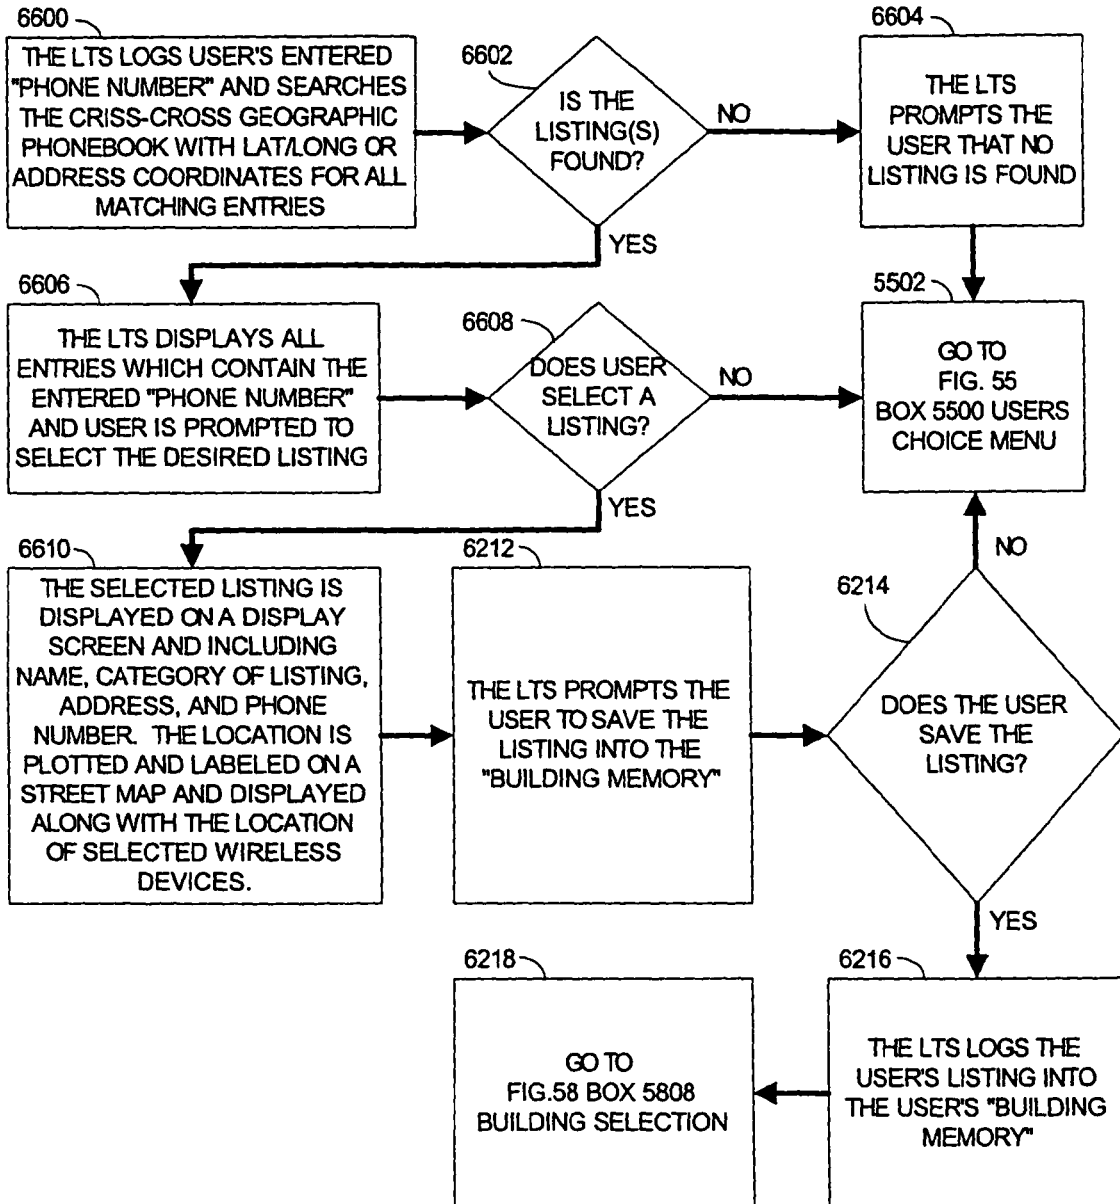 6600
THE LTS LOGS USER'S ENTERED
"PHONE NUMBER" AND SEARCHES
THE CRISS-CROSS GEOGRAPHIC
PHONEBOOK WITH LAT/LONG OR
ADDRESS COORDINATES FOR ALL
MATCHING ENTRIES
6602
IS THE
LISTING(S)
FOUND?
NO
YES
6604
THE LTS
PROMPTS THE
USER THAT NO
LISTING IS FOUND
6606
THE LTS DISPLAYS ALL
ENTRIES WHICH CONTAIN THE
ENTERED "PHONE NUMBER"
AND USER IS PROMPTED TO
SELECT THE DESIRED LISTING
6608
DOES USER
SELECT A
LISTING?
NO
YES
5502
GO TO
FIG. 55
BOX 5500 USERS
CHOICE MENU
6610
THE SELECTED LISTING IS
DISPLAYED ON A DISPLAY
SCREEN AND INCLUDING
NAME, CATEGORY OF LISTING,
ADDRESS, AND PHONE
NUMBER. THE LOCATION IS
PLOTTED AND LABELED ON A
STREET MAP AND DISPLAYED
ALONG WITH THE LOCATION
OF SELECTED WIRELESS
DEVICES.
6212
THE LTS PROMPTS THE
USER TO SAVE THE
LISTING INTO THE
"BUILDING MEMORY"
6214
DOES THE USER
SAVE THE
LISTING?
NO
YES
6216
THE LTS LOGS THE
USER'S LISTING INTO
THE USER'S "BUILDING
MEMORY"
6218
GO TO
FIG.58 BOX 5808
BUILDING SELECTION